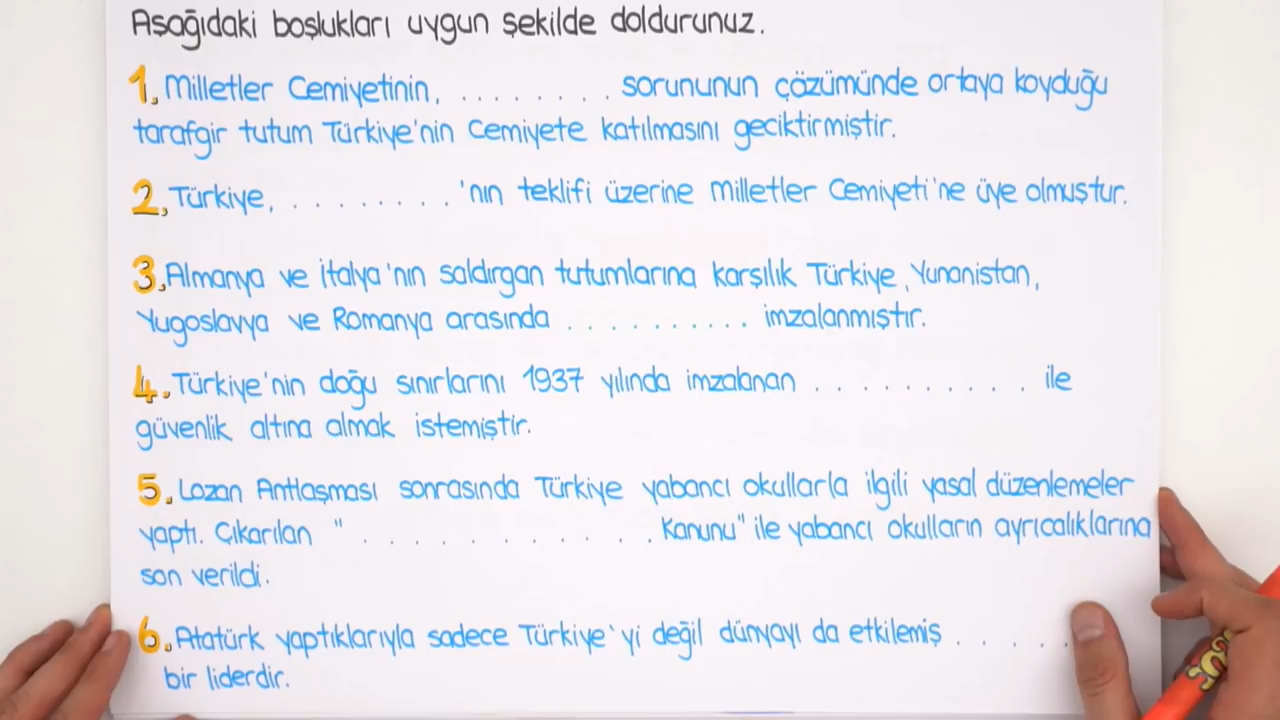 Aşağıdaki boşlukları uygun şekilde doldurunuz.
1. Milletler Cemiyetinin, ........ sorununun çözümünde ortaya koyduğu
tarafgir tutum Türkiye'nin Cemiyete katılmasını geciktirmiştir.
2. Türkiye, ........ 'nın teklifi üzerine Milletler Cemiyeti'ne üye olmuştur.
3. Almanya ve İtalya'nın saldırgan tutumlarına karşılık Türkiye, Yunanistan,
Yugoslavya ve Romanya arasında .......... imzalanmıştır.
4. Türkiye'nin doğu sınırlarını 1937 yılında imzalanan .......... ile
güvenlik altına almak istemiştir.
5. Lozan Antlaşması sonrasında Türkiye yabancı okullarla ilgili yasal düzenlemeler
yaptı. Çıkarılan " ............ Kanunu" ile yabancı okulların ayrıcalıklarına
son verildi.
6. Atatürk yaptıklarıyla sadece Türkiye'yi değil dünyayı da etkilemiş .....
bir liderdir.